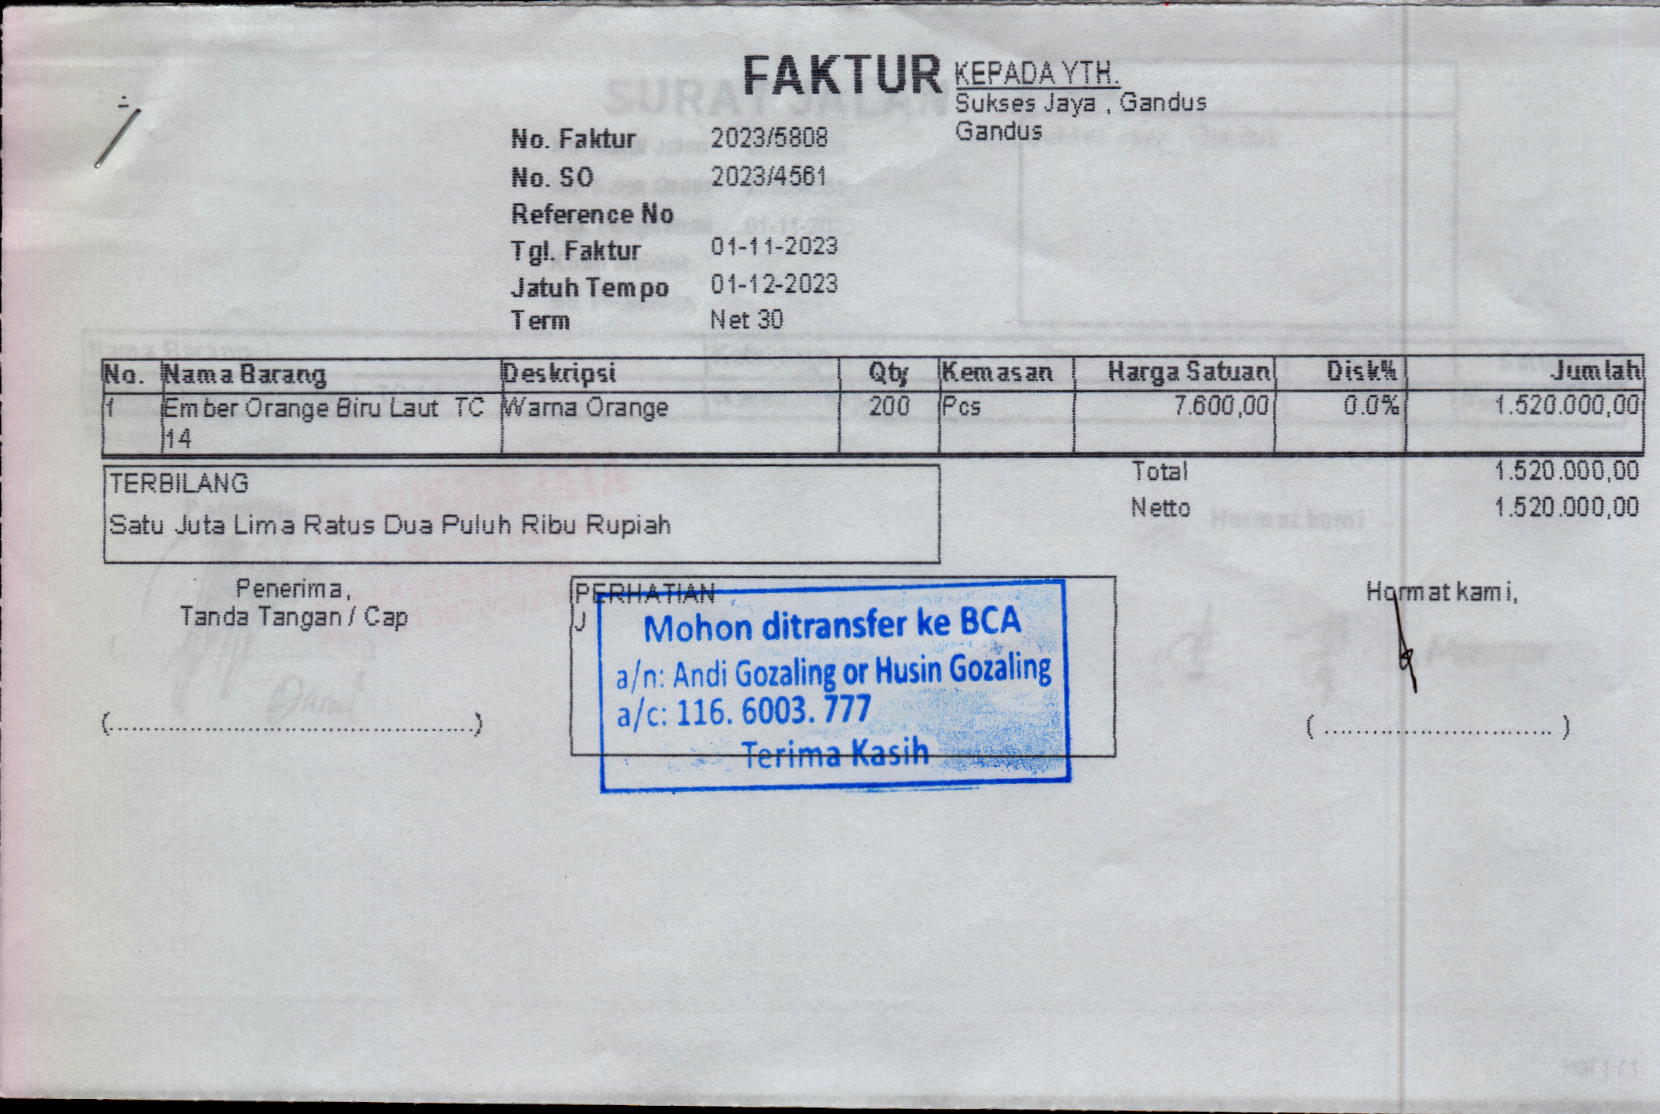 FAKTUR
KEPADA YTH.
Sukses Jaya , Gandus
Gandus
No. Faktur 2023/5808
No. SO 2023/4561
Reference No
Tgl. Faktur 01-11-2023
Jatuh Tempo 01-12-2023
Term Net 30
No. Nama Barang Deskripsi Qty Kemasan Harga Satuan Disk% Jumlah
1 Ember Orange Biru Laut TC Warna Orange 200 Pcs 7.600,00 0.0% 1.520.000,00
14
Total 1.520.000,00
Netto 1.520.000,00
TERBILANG
Satu Juta Lima Ratus Dua Puluh Ribu Rupiah
Penerima,
Tanda Tangan / Cap
(.....................................................)
PERHATIAN
J
Mohon ditransfer ke BCA
a/n: Andi Gozaling or Husin Gozaling
a/c: 116. 6003. 777
Terima Kasih
Hormat kami,
( ................................. )
SURAT JALAN